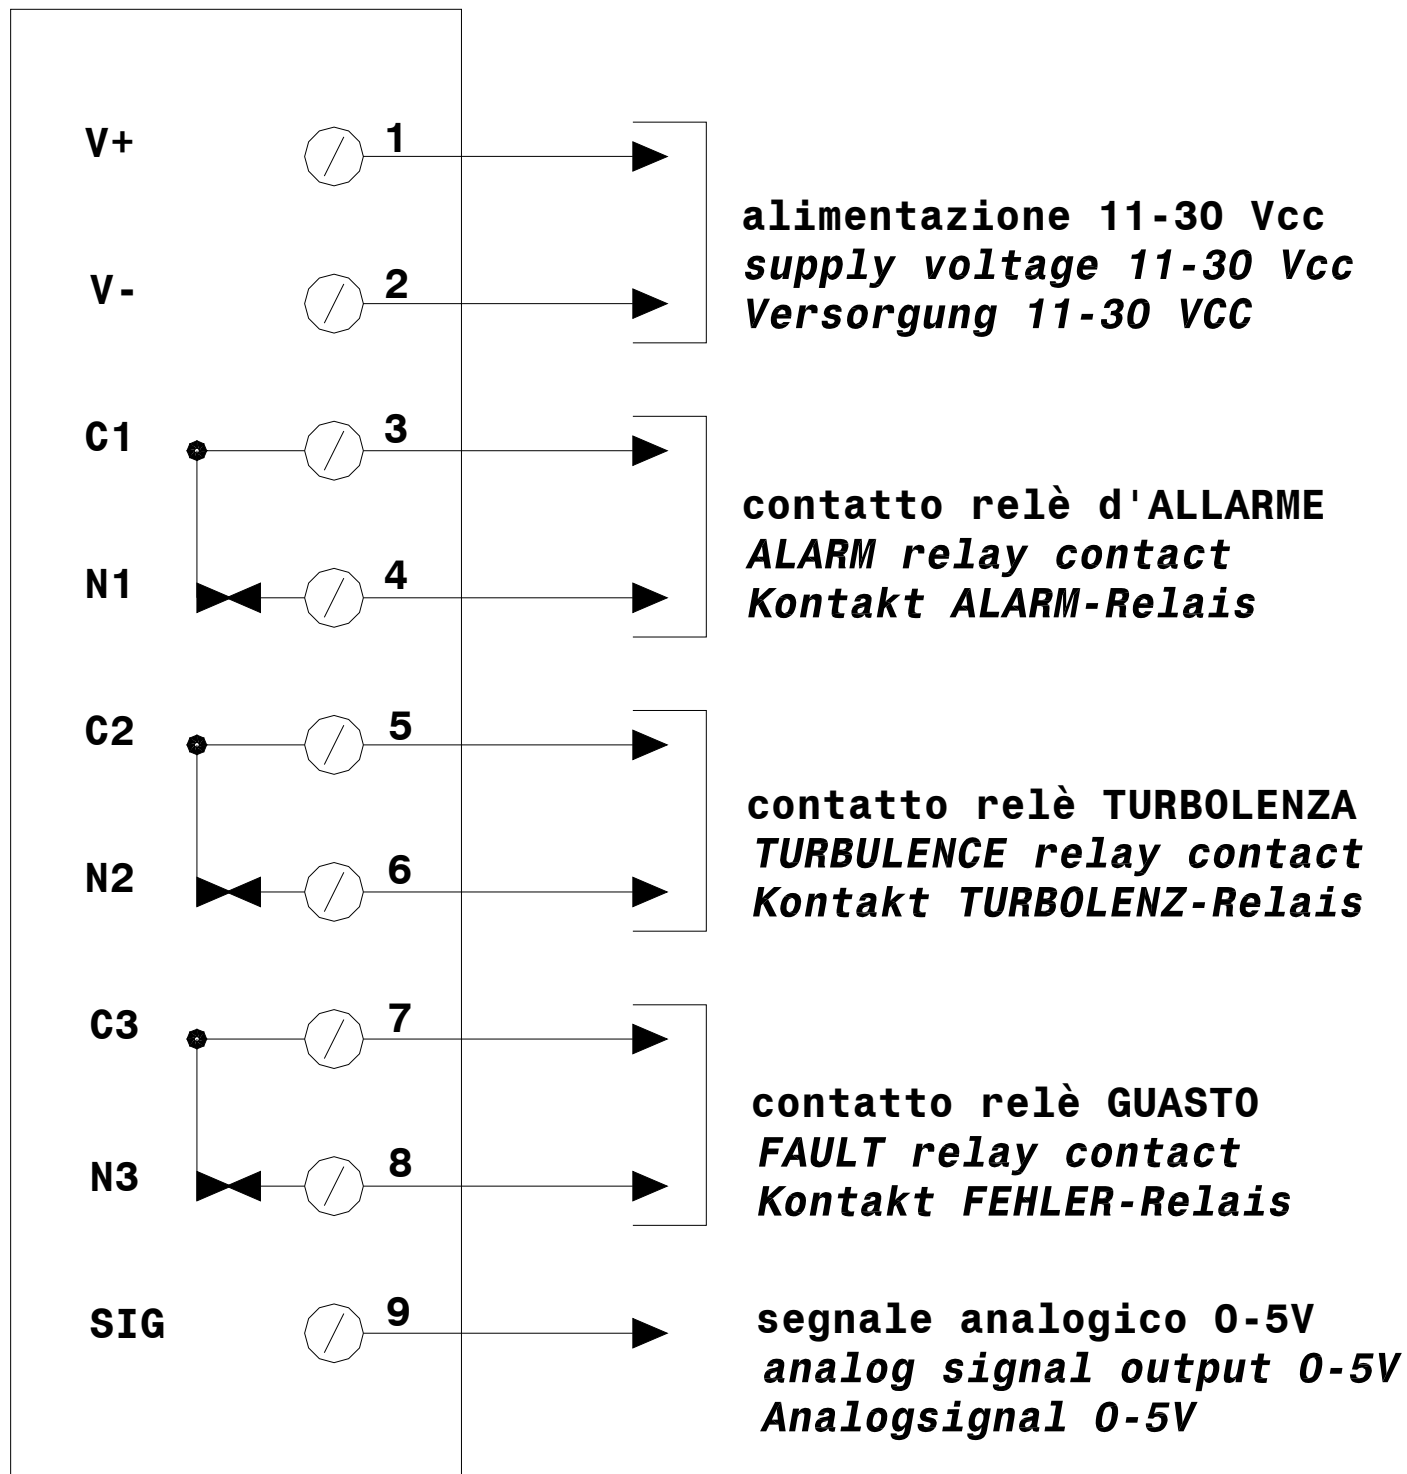 V+ 1
alimentazione 11-30 Vcc
supply voltage 11-30 Vcc
V- 2
Versorgung 11-30 VCC
C1 3
contatto relè d'ALLARME
ALARM relay contact
N1 4
Kontakt ALARM-Relais
C2 5
contatto relè TURBOLENZA
TURBULENCE relay contact
N2 6
Kontakt TURBOLENZ-Relais
C3 7
contatto relè GUASTO
FAULT relay contact
N3 8
Kontakt FEHLER-Relais
SIG 9
segnale analogico 0-5V
analog signal output 0-5V
Analogsignal 0-5V